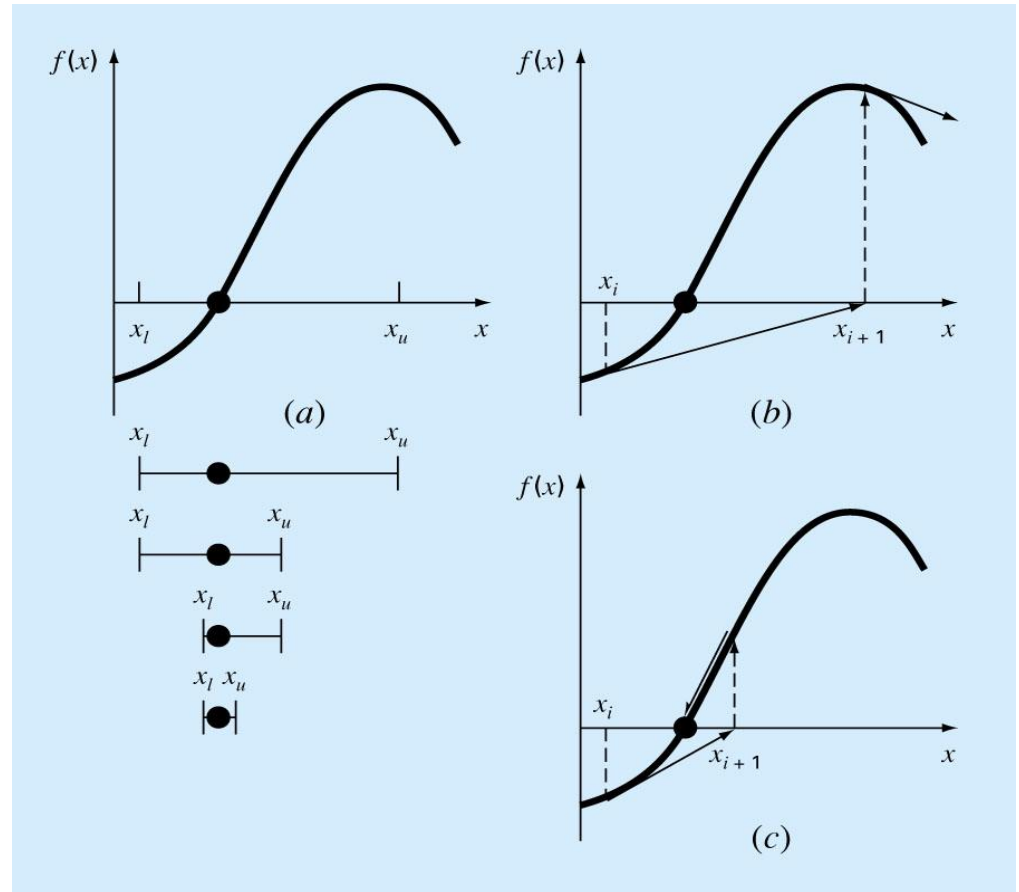 f(x)
x_l
x_u
x
(a)
x_l
x_u
x_l
x_u
x_l
x_u
x_l
x_u
f(x)
x_i
x_{i + 1}
x
(b)
f(x)
x_i
x_{i + 1}
x
(c)